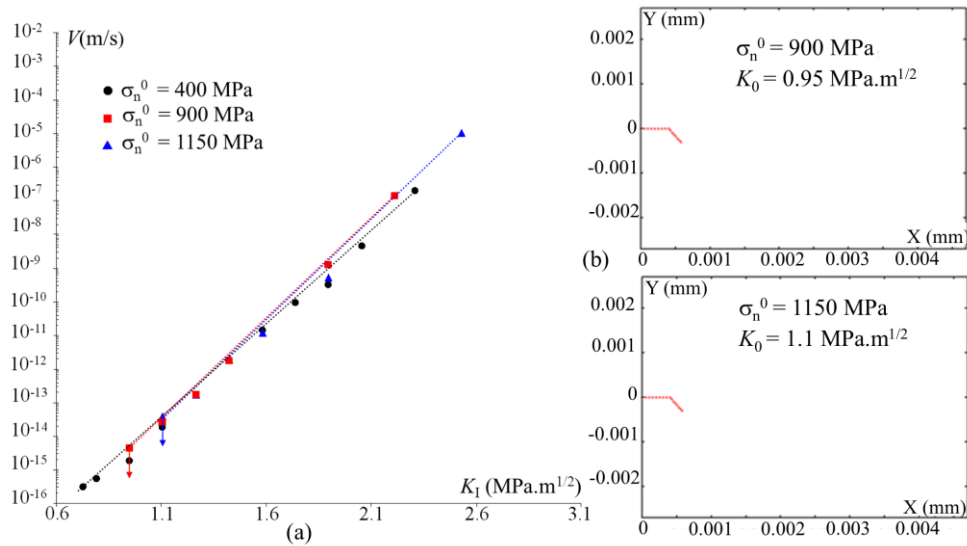 V(m/s)
10⁻²
10⁻³
10⁻⁴
10⁻⁵
10⁻⁶
10⁻⁷
10⁻⁸
10⁻⁹
10⁻¹⁰
10⁻¹¹
10⁻¹²
10⁻¹³
10⁻¹⁴
10⁻¹⁵
10⁻¹⁶
σₙ⁰ = 400 MPa
σₙ⁰ = 900 MPa
σₙ⁰ = 1150 MPa
K_I (MPa.m^{1/2})
0.6 1.1 1.6 2.1 2.6 3.1
(a)
Y (mm)
0.002
0.001
0
-0.001
-0.002
σₙ⁰ = 900 MPa
K₀ = 0.95 MPa.m^{1/2}
X (mm)
0 0.001 0.002 0.003 0.004
(b)
Y (mm)
0.002
0.001
0
-0.001
-0.002
σₙ⁰ = 1150 MPa
K₀ = 1.1 MPa.m^{1/2}
X (mm)
0 0.001 0.002 0.003 0.004